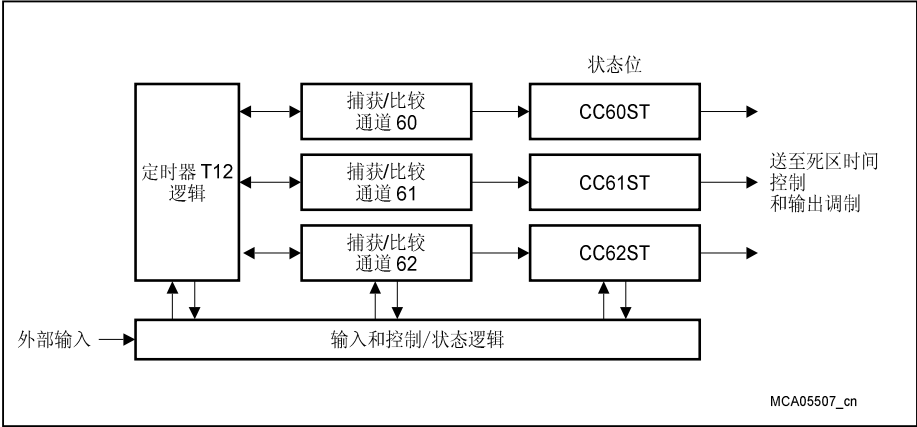 状态位
定时器 T12
逻辑
捕获/比较
通道 60
CC60ST
捕获/比较
通道 61
CC61ST
捕获/比较
通道 62
CC62ST
送至死区时间
控制
和输出调制
外部输入
输入和控制/状态逻辑
MCA05507_cn